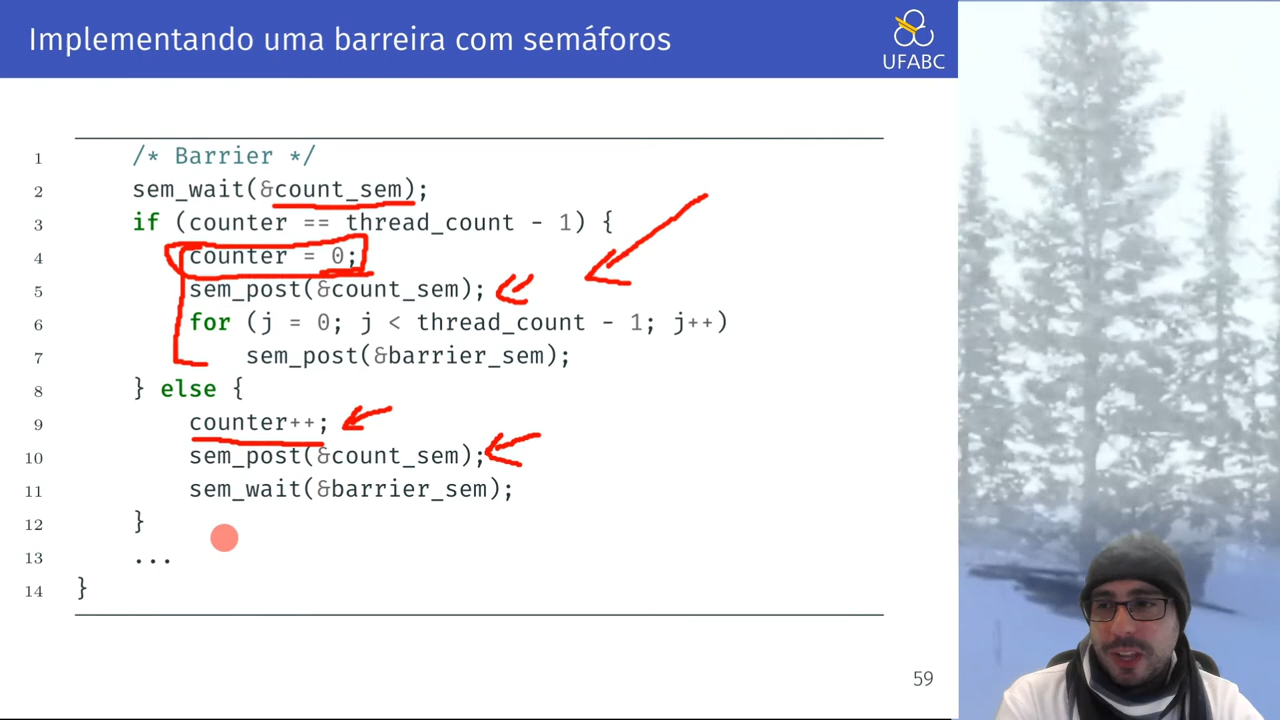 Implementando uma barreira com semáforos
UFABC
1 /* Barrier */
2 sem_wait(&count_sem);
3 if (counter == thread_count - 1) {
4 counter = 0;
5 sem_post(&count_sem);
6 for (j = 0; j < thread_count - 1; j++)
7 sem_post(&barrier_sem);
8 } else {
9 counter++;
10 sem_post(&count_sem);
11 sem_wait(&barrier_sem);
12 }
13 ...
14 }
59